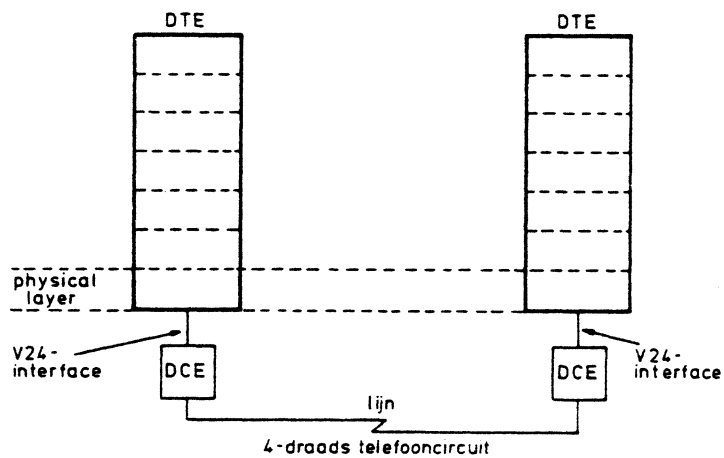 DTE
DTE
physical
layer
V24-
interface
V24-
interface
DCE
DCE
lijn
4-draads telefooncircuit